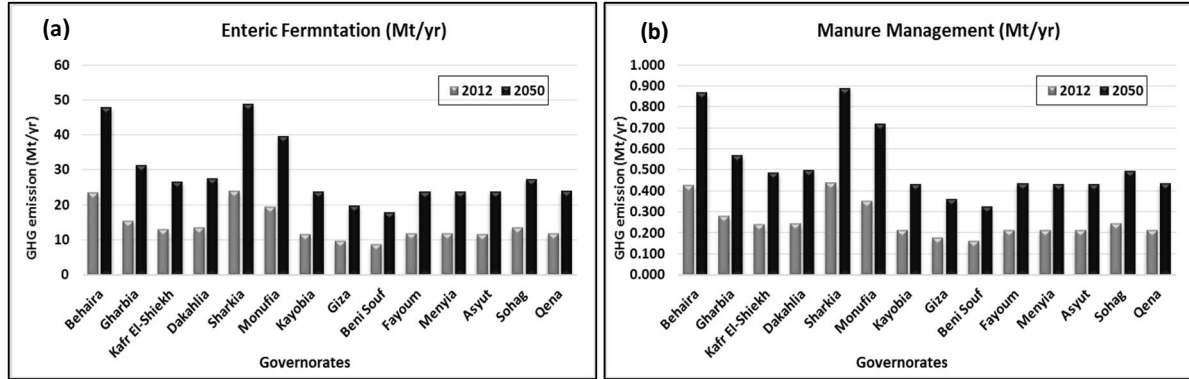 (a)
Enteric Fermntation (Mt/yr)
GHG emission (Mt/yr)
60
50
40
30
20
10
0
2012 2050
Behaira
Gharbia
Kafr El-Shiekh
Dakahlia
Sharkia
Monufia
Kayobia
Giza
Beni Souf
Fayoum
Menyia
Asyut
Sohag
Qena
Governorates
(b)
Manure Management (Mt/yr)
GHG emission (Mt/yr)
1.000
0.900
0.800
0.700
0.600
0.500
0.400
0.300
0.200
0.100
0.000
2012 2050
Behaira
Gharbia
Kafr El-Shiekh
Dakahlia
Sharkia
Monufia
Kayobia
Giza
Beni Souf
Fayoum
Menyia
Asyut
Sohag
Qena
Governorates